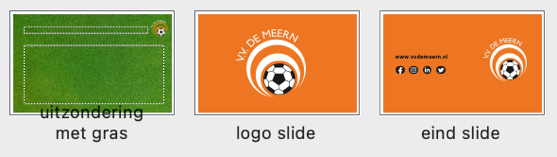 V.V. DE MEERN
www.vvdemeern.nl
V.V. DE MEERN
uitzondering
met gras
logo slide
eind slide